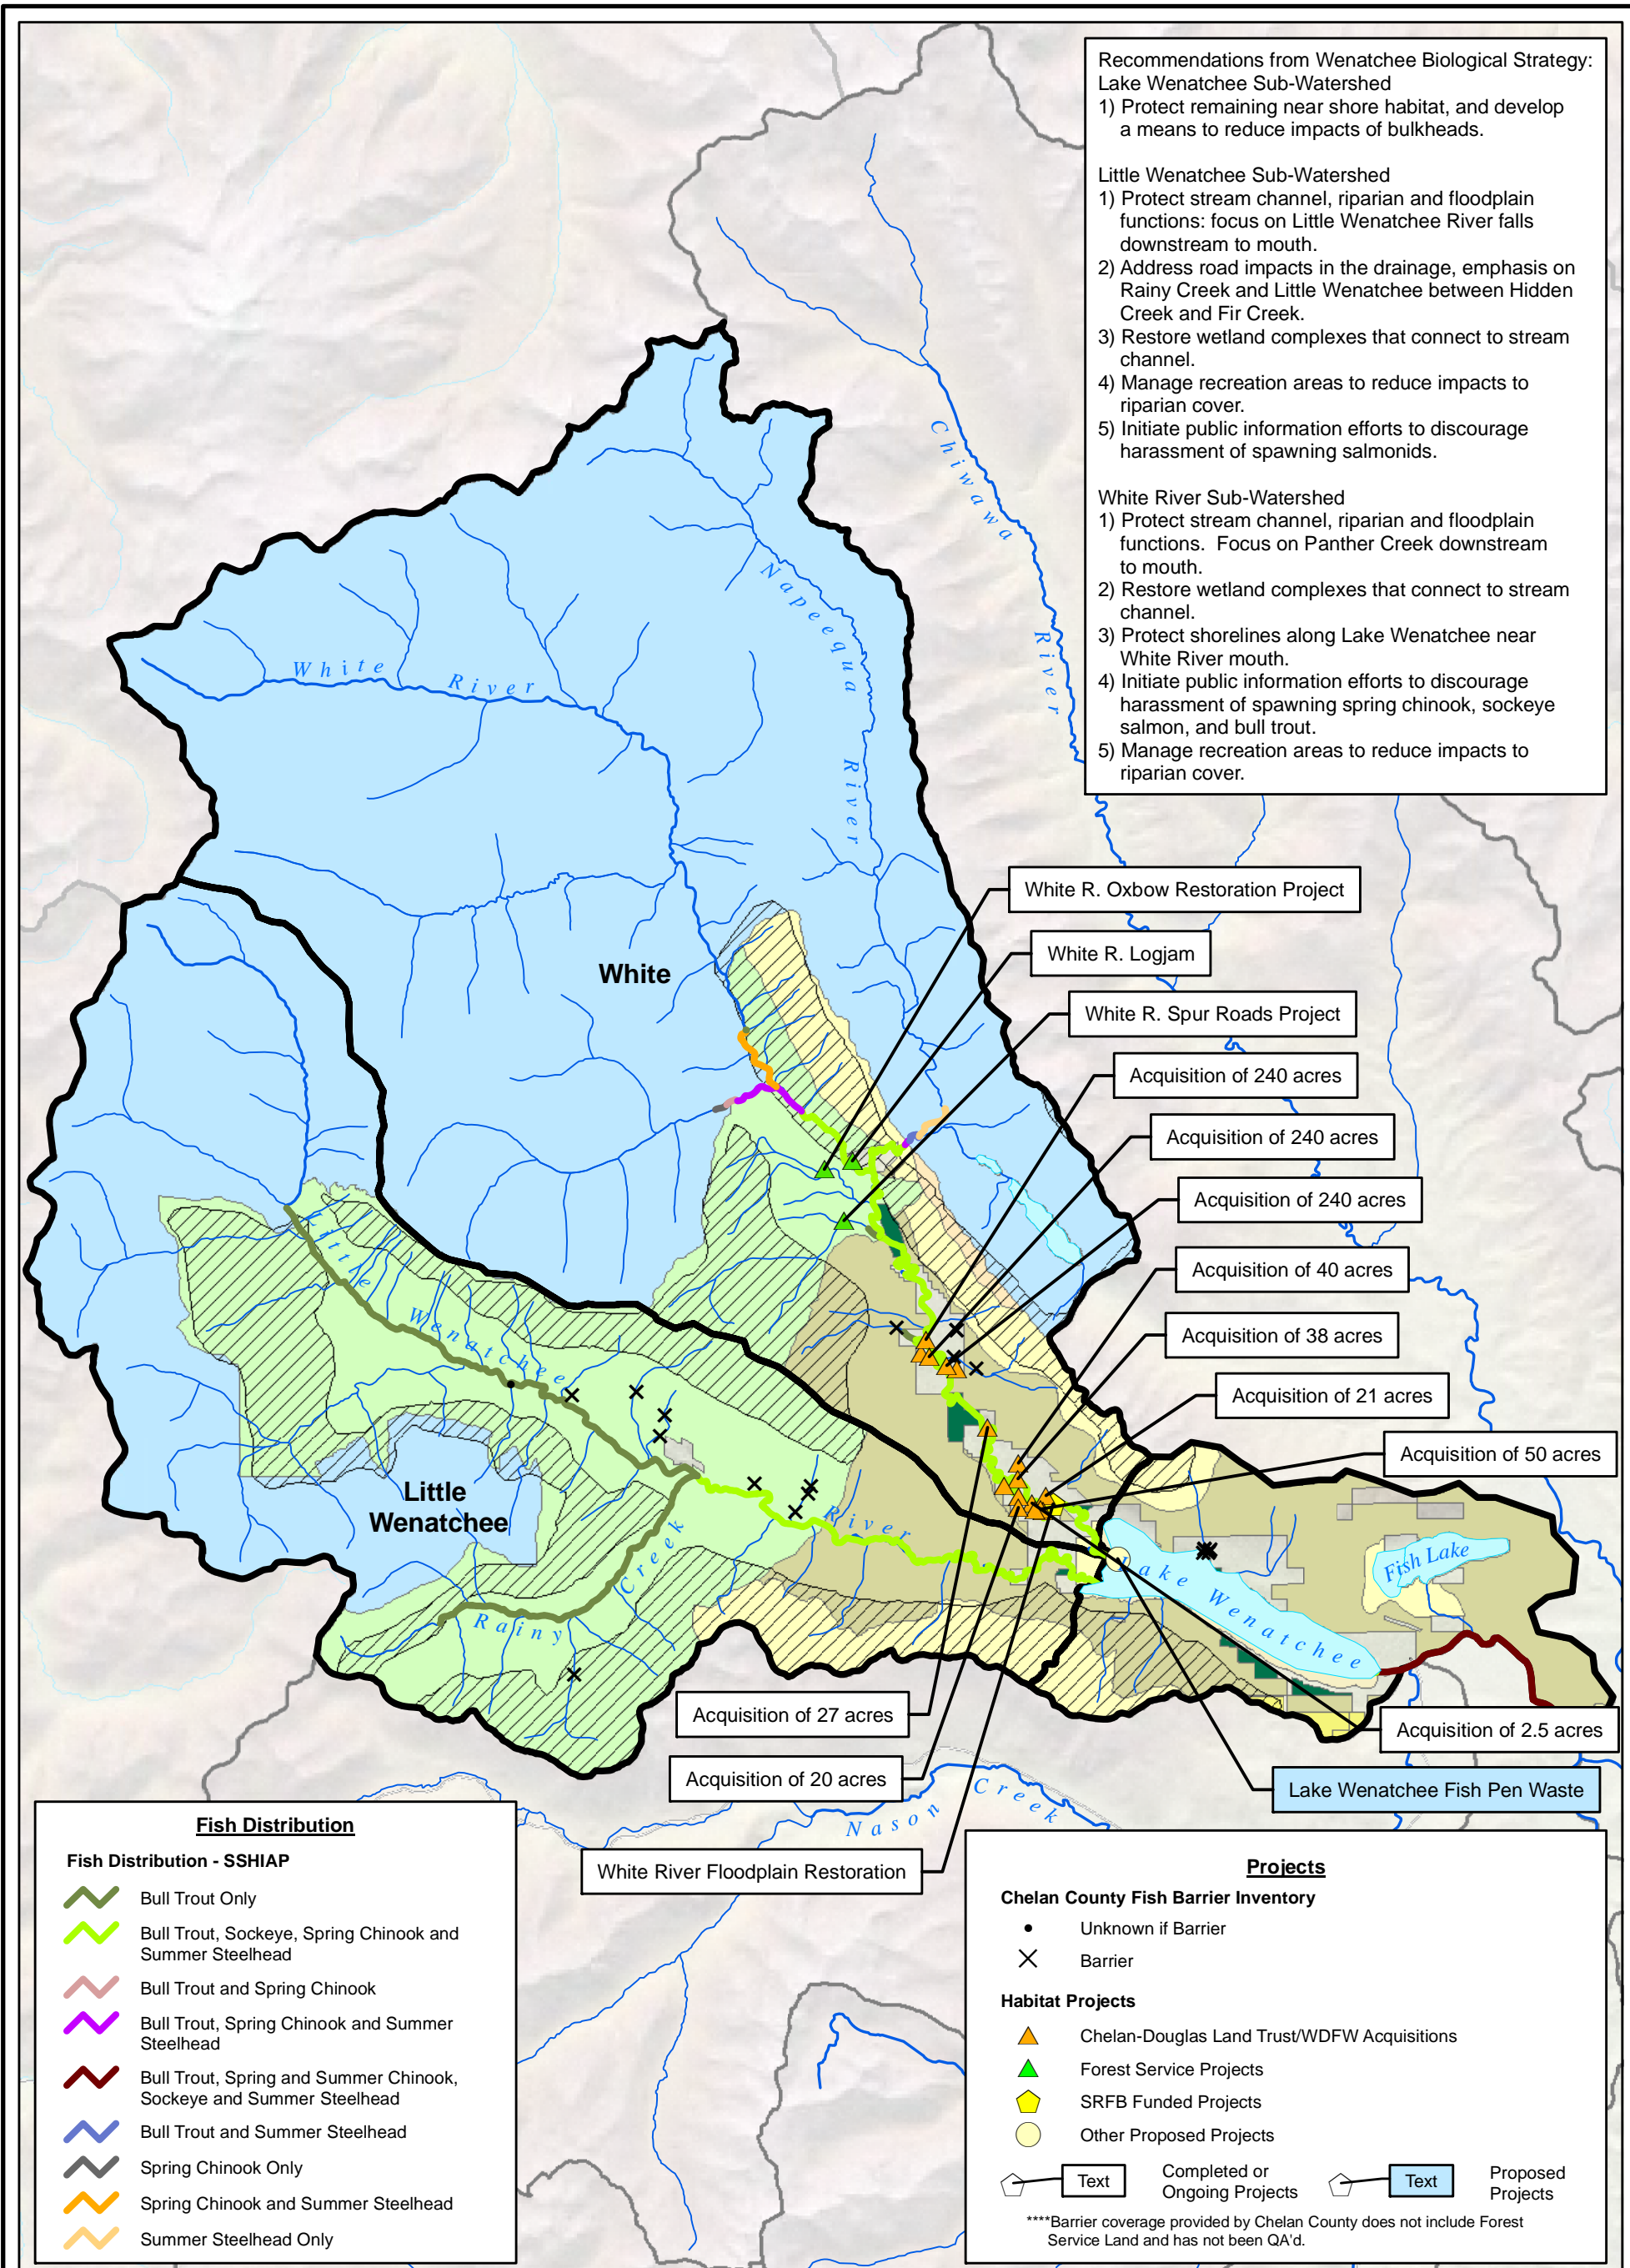 Recommendations from Wenatchee Biological Strategy:
Lake Wenatchee Sub-Watershed
1) Protect remaining near shore habitat, and develop
a means to reduce impacts of bulkheads.
Little Wenatchee Sub-Watershed
1) Protect stream channel, riparian and floodplain
functions: focus on Little Wenatchee River falls
downstream to mouth.
2) Address road impacts in the drainage, emphasis on
Rainy Creek and Little Wenatchee between Hidden
Creek and Fir Creek.
3) Restore wetland complexes that connect to stream
channel.
4) Manage recreation areas to reduce impacts to
riparian cover.
5) Initiate public information efforts to discourage
harassment of spawning salmonids.
White River Sub-Watershed
1) Protect stream channel, riparian and floodplain
functions.  Focus on Panther Creek downstream
to mouth.
2) Restore wetland complexes that connect to stream
channel.
3) Protect shorelines along Lake Wenatchee near
White River mouth.
4) Initiate public information efforts to discourage
harassment of spawning spring chinook, sockeye
salmon, and bull trout.
5) Manage recreation areas to reduce impacts to
riparian cover.
Chiwawa River
Napeequa River
White River
White R. Oxbow Restoration Project
White R. Logjam
White
White R. Spur Roads Project
Acquisition of 240 acres
Acquisition of 240 acres
Acquisition of 240 acres
Acquisition of 40 acres
Acquisition of 38 acres
Acquisition of 21 acres
Acquisition of 50 acres
Little Wenatchee River
Little
Wenatchee
Rainy Creek
Lake Wenatchee
Fish Lake
Acquisition of 27 acres
Acquisition of 2.5 acres
Acquisition of 20 acres
Lake Wenatchee Fish Pen Waste
Nason Creek
White River Floodplain Restoration
Fish Distribution
Fish Distribution - SSHIAP
Bull Trout Only
Bull Trout, Sockeye, Spring Chinook and
Summer Steelhead
Bull Trout and Spring Chinook
Bull Trout, Spring Chinook and Summer
Steelhead
Bull Trout, Spring and Summer Chinook,
Sockeye and Summer Steelhead
Bull Trout and Summer Steelhead
Spring Chinook Only
Spring Chinook and Summer Steelhead
Summer Steelhead Only
Projects
Chelan County Fish Barrier Inventory
Unknown if Barrier
Barrier
Habitat Projects
Chelan-Douglas Land Trust/WDFW Acquisitions
Forest Service Projects
SRFB Funded Projects
Other Proposed Projects
Text
Completed or
Ongoing Projects
Text
Proposed
Projects
****Barrier coverage provided by Chelan County does not include Forest
Service Land and has not been QA'd.